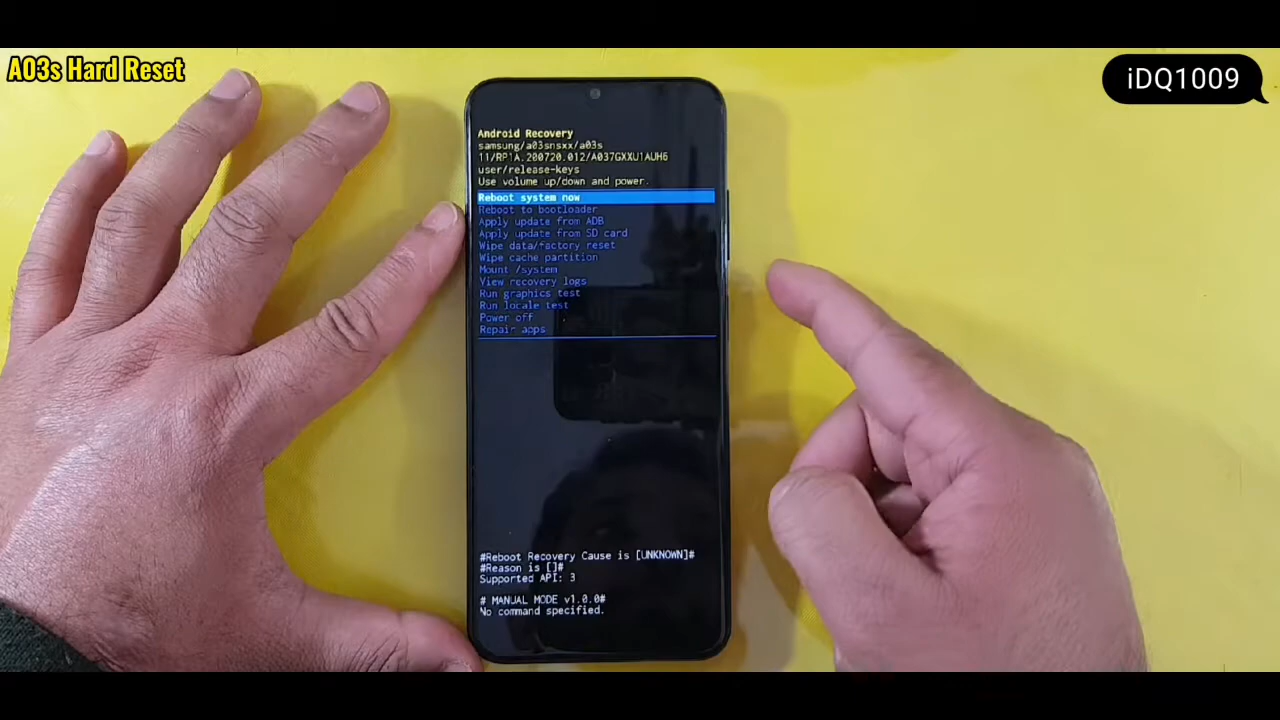 A03s Hard Reset
iDQ1009
Android Recovery
samsung/a03snsxx/a03s
11/RP1A.200720.012/A037GXXU1AUH6
user/release-keys
Use volume up/down and power.
Reboot system now
Reboot to bootloader
Apply update from ADB
Apply update from SD card
Wipe data/factory reset
Wipe cache partition
Mount /system
View recovery logs
Run graphics test
Run locale test
Power off
Repair apps
#Reboot Recovery Cause is [UNKNOWN]#
#Reason is []#
Supported API: 3
# MANUAL MODE v1.0.0#
No command specified.